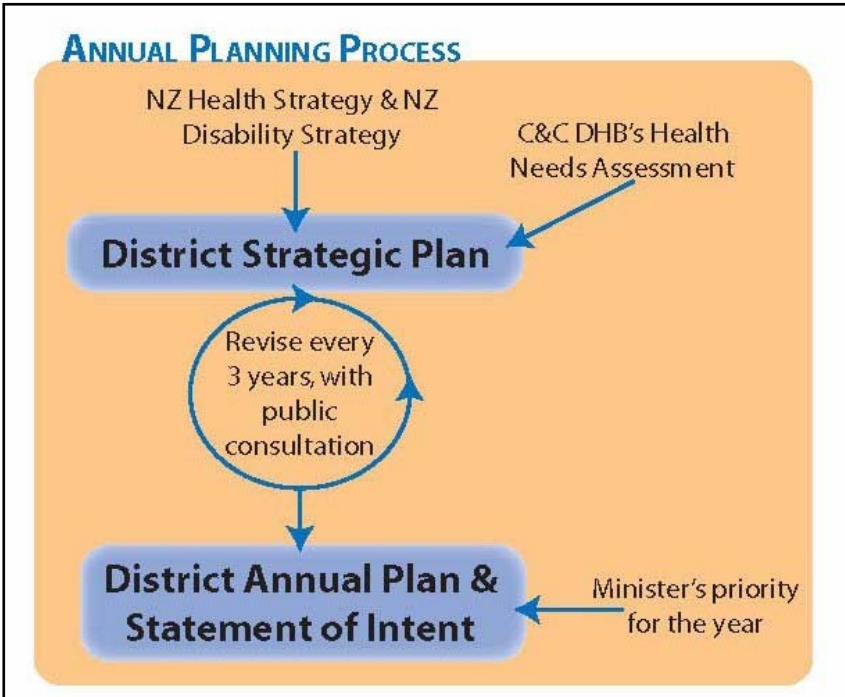 ANNUAL PLANNING PROCESS
NZ Health Strategy & NZ
Disability Strategy
C&C DHB's Health
Needs Assessment
District Strategic Plan
Revise every
3 years, with
public
consultation
District Annual Plan &
Statement of Intent
Minister's priority
for the year